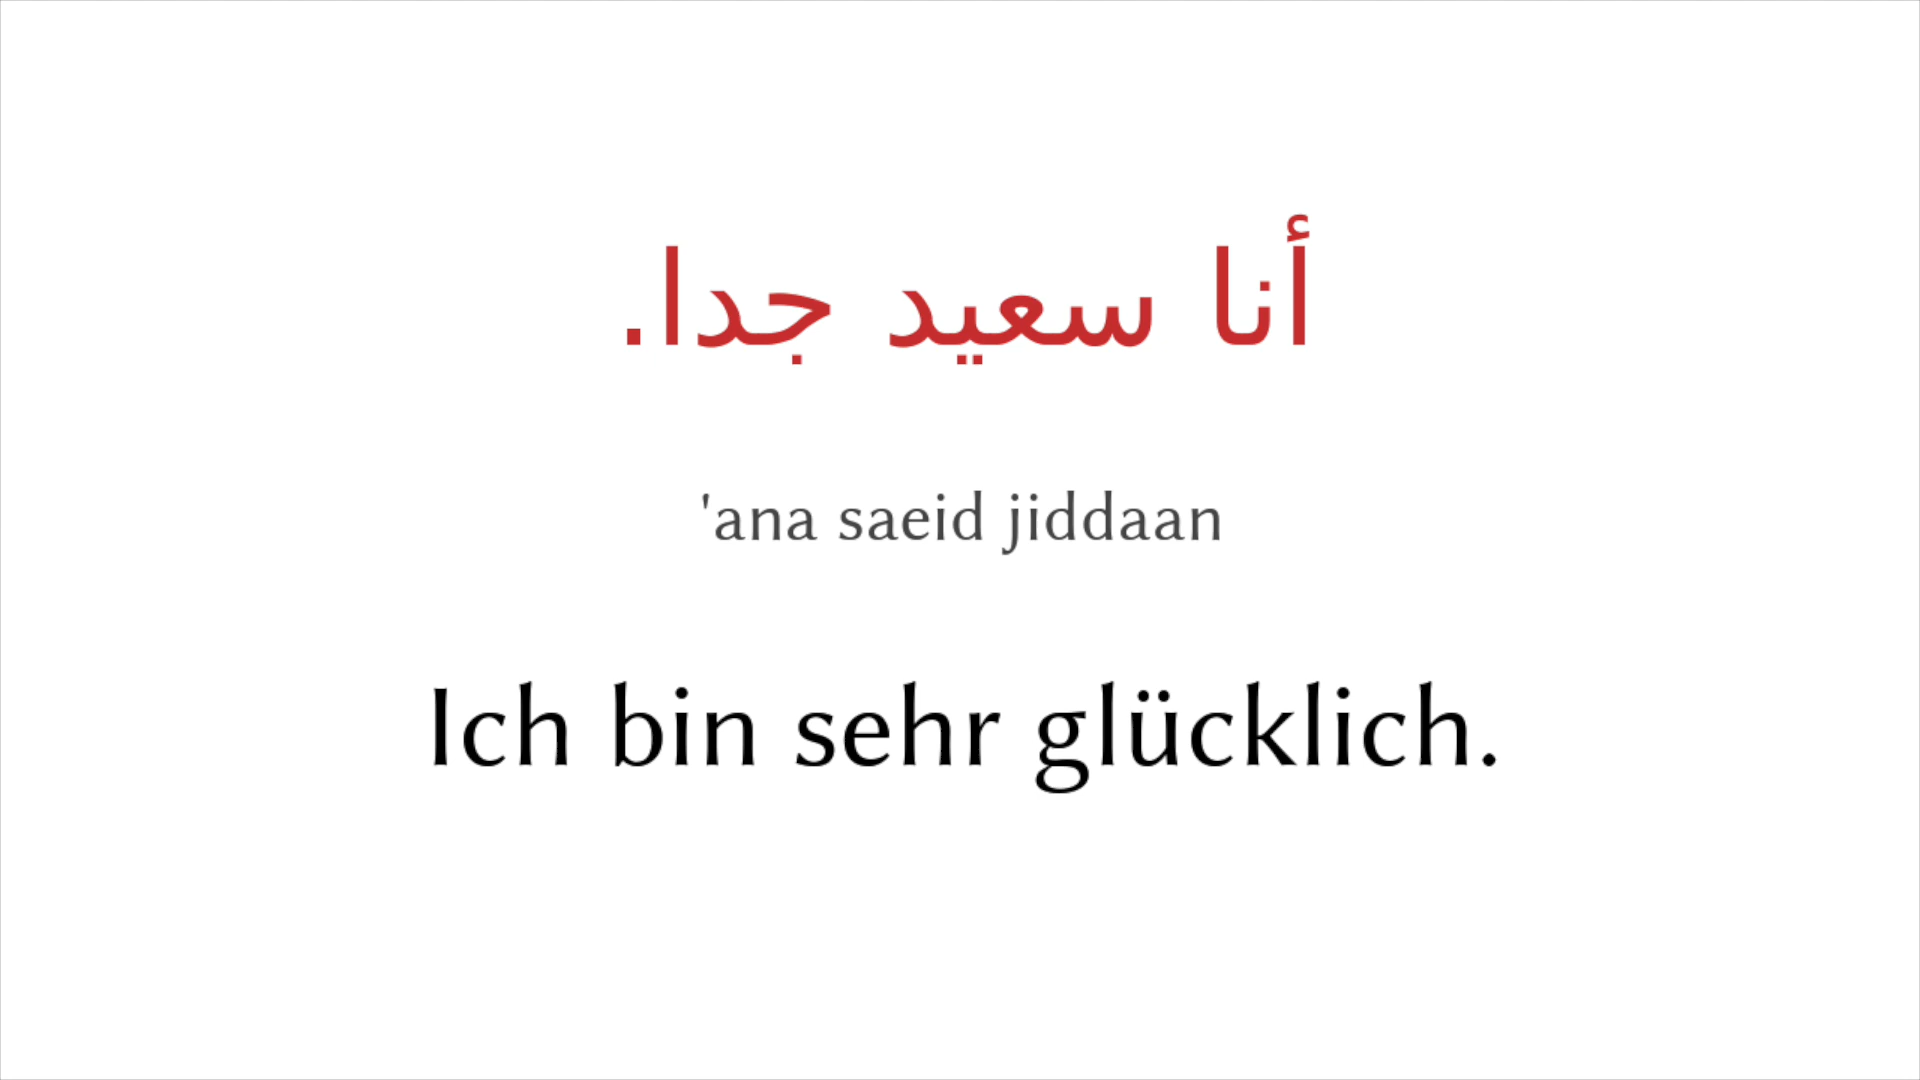 أنا سعيد جدا.
'ana saeid jiddaan
Ich bin sehr glücklich.